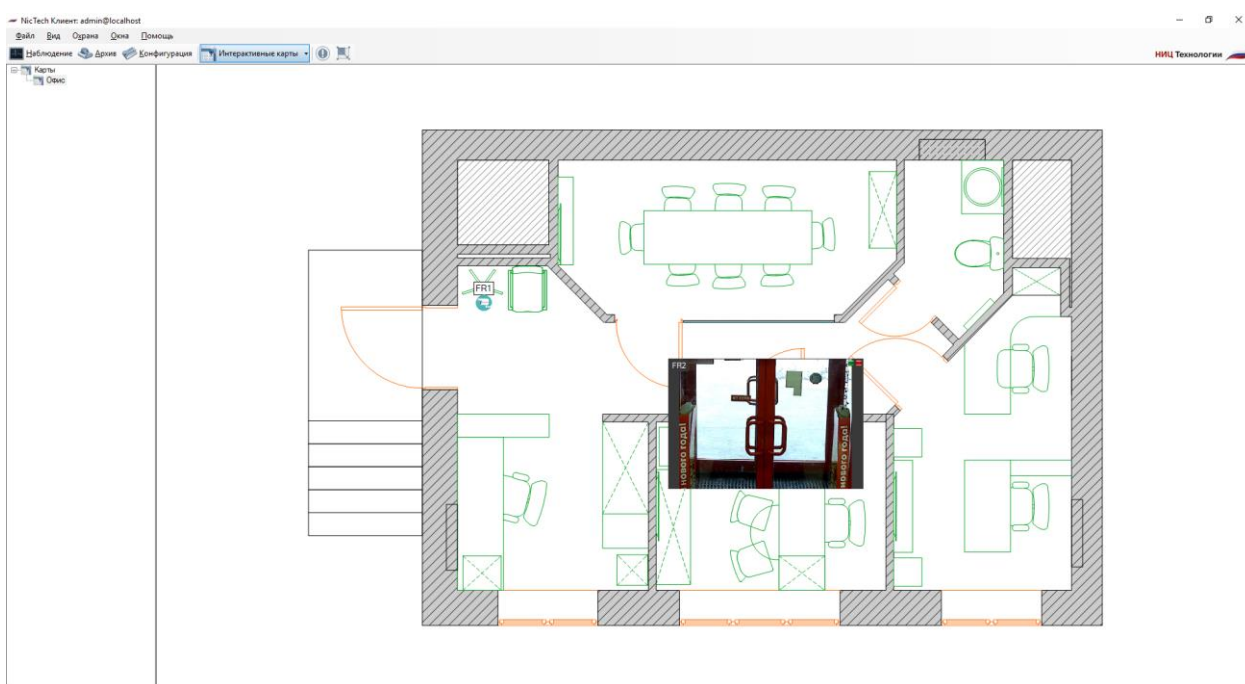 NicTech Клиент: admin@localhost
Файл Вид Охрана Окна Помощь
Наблюдение Архив Конфигурация Интерактивные карты
НИЦ Технологии
Карты
Офис
FR1
FR2
нового года!
нового года!